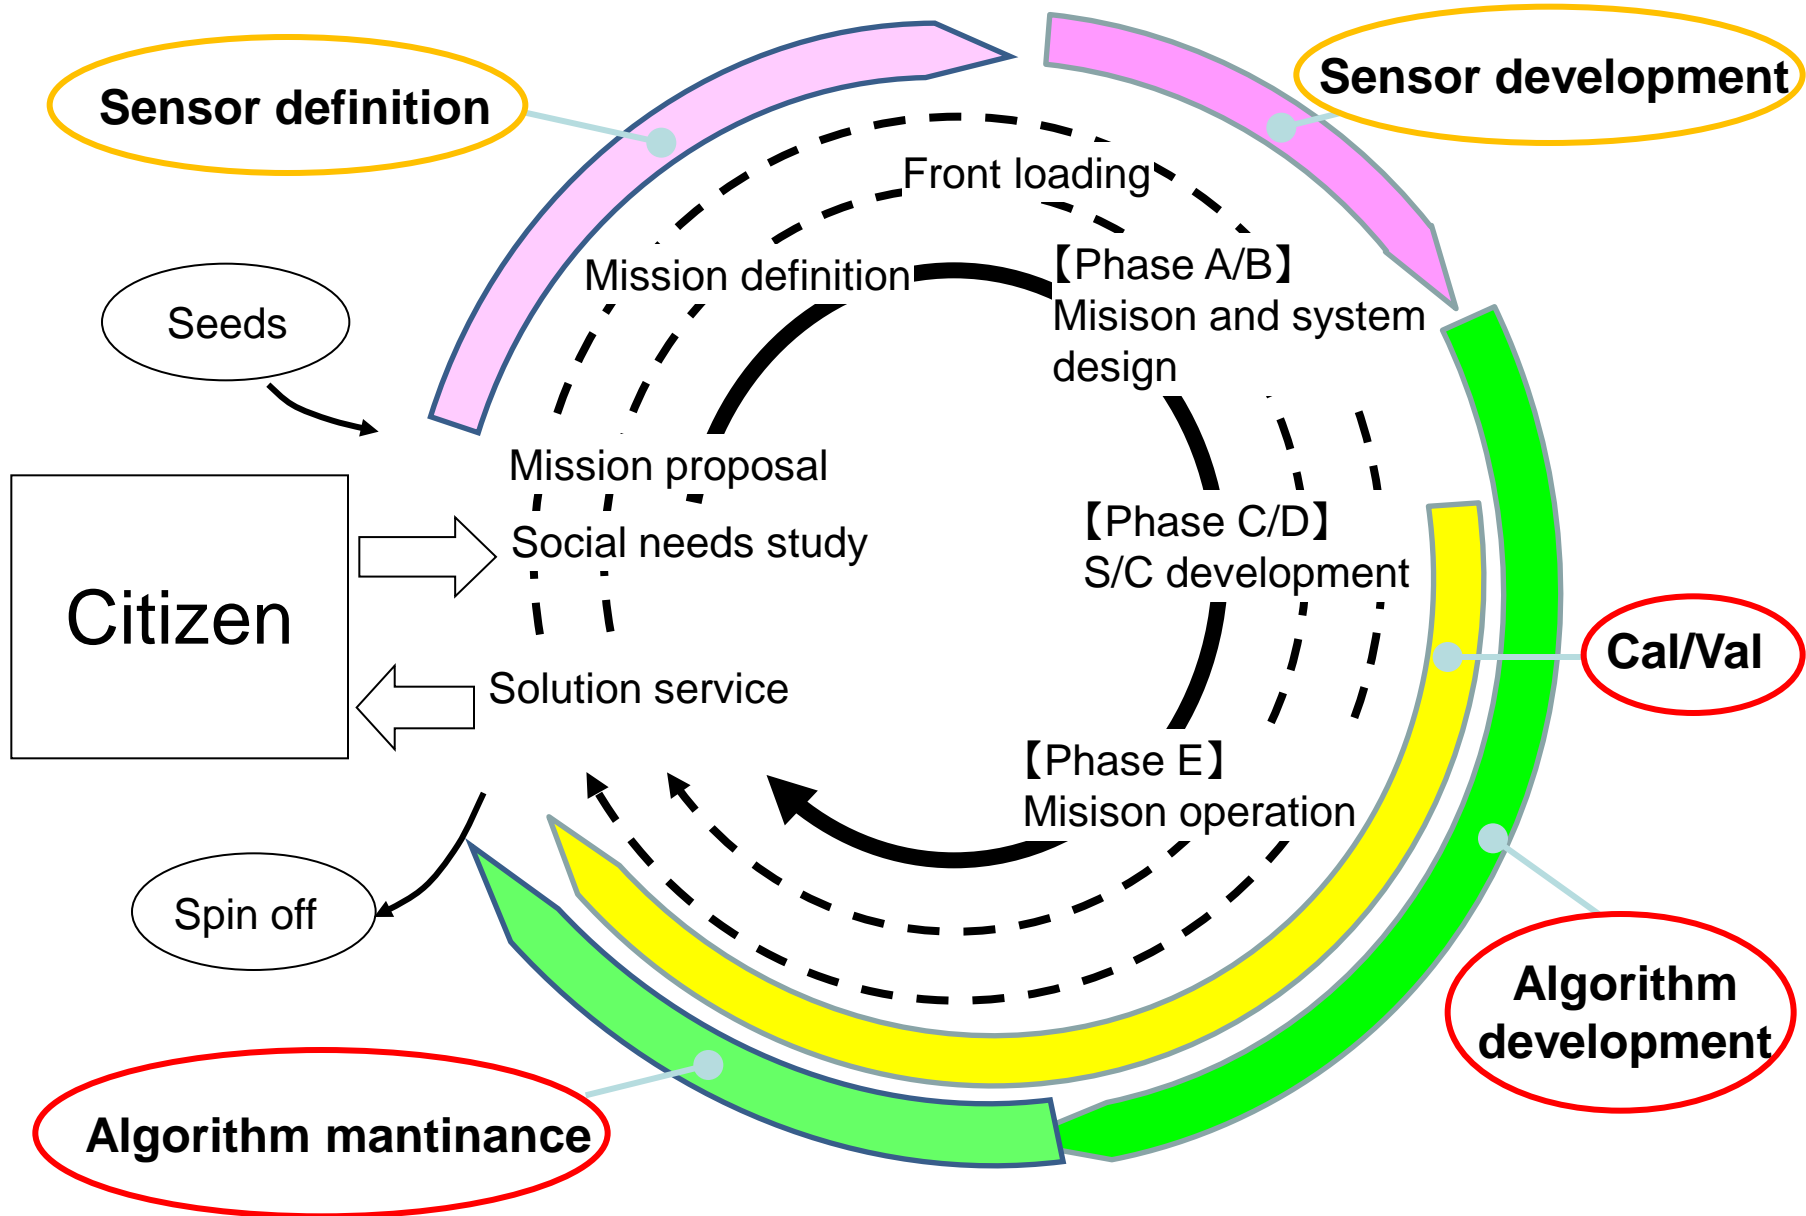 Sensor definition
Sensor development
Front loading
Mission definition
【Phase A/B】
Misison and system
design
Seeds
Mission proposal
Social needs study
【Phase C/D】
S/C development
Citizen
Cal/Val
Solution service
【Phase E】
Misison operation
Spin off
Algorithm
development
Algorithm mantinance